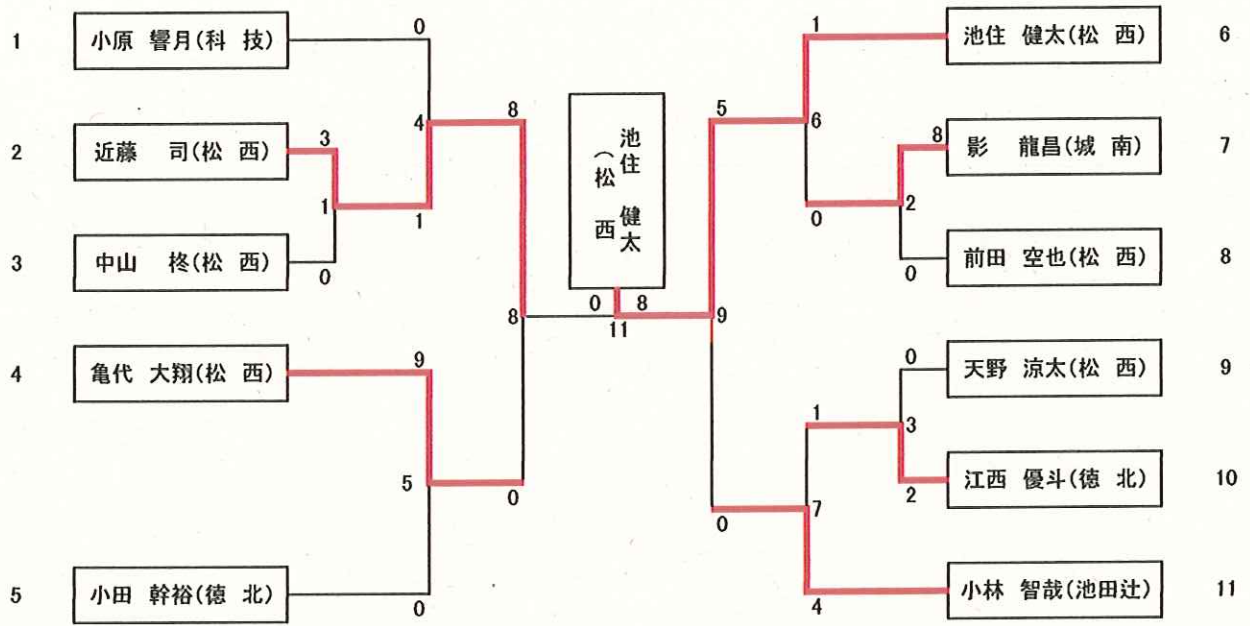 1 小原 響月(科 技)
2 近藤 司(松 西)
3 中山 柊(松 西)
4 亀代 大翔(松 西)
5 小田 幹裕(徳 北)
0
3
1
0
4
1
9
5
0
8
8
0
池住 健太
(松 西)
0 8
11
5
9
0
1
6
0
8
2
0
0
3
2
1
7
4
池住 健太(松 西) 6
影 龍昌(城 南) 7
前田 空也(松 西) 8
天野 涼太(松 西) 9
江西 優斗(徳 北) 10
小林 智哉(池田辻) 11